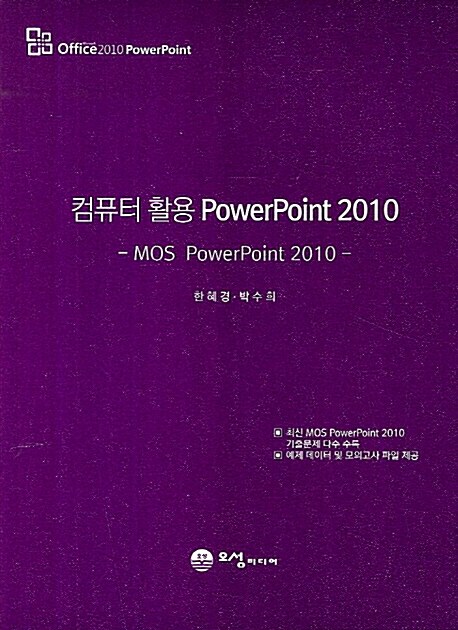 Office2010 PowerPoint
컴퓨터 활용 PowerPoint 2010
- MOS PowerPoint 2010 -
한혜경·박수희
최신 MOS PowerPoint 2010
기출문제 다수 수록
예제 데이터 및 모의고사 파일 제공
오성
오성미디어